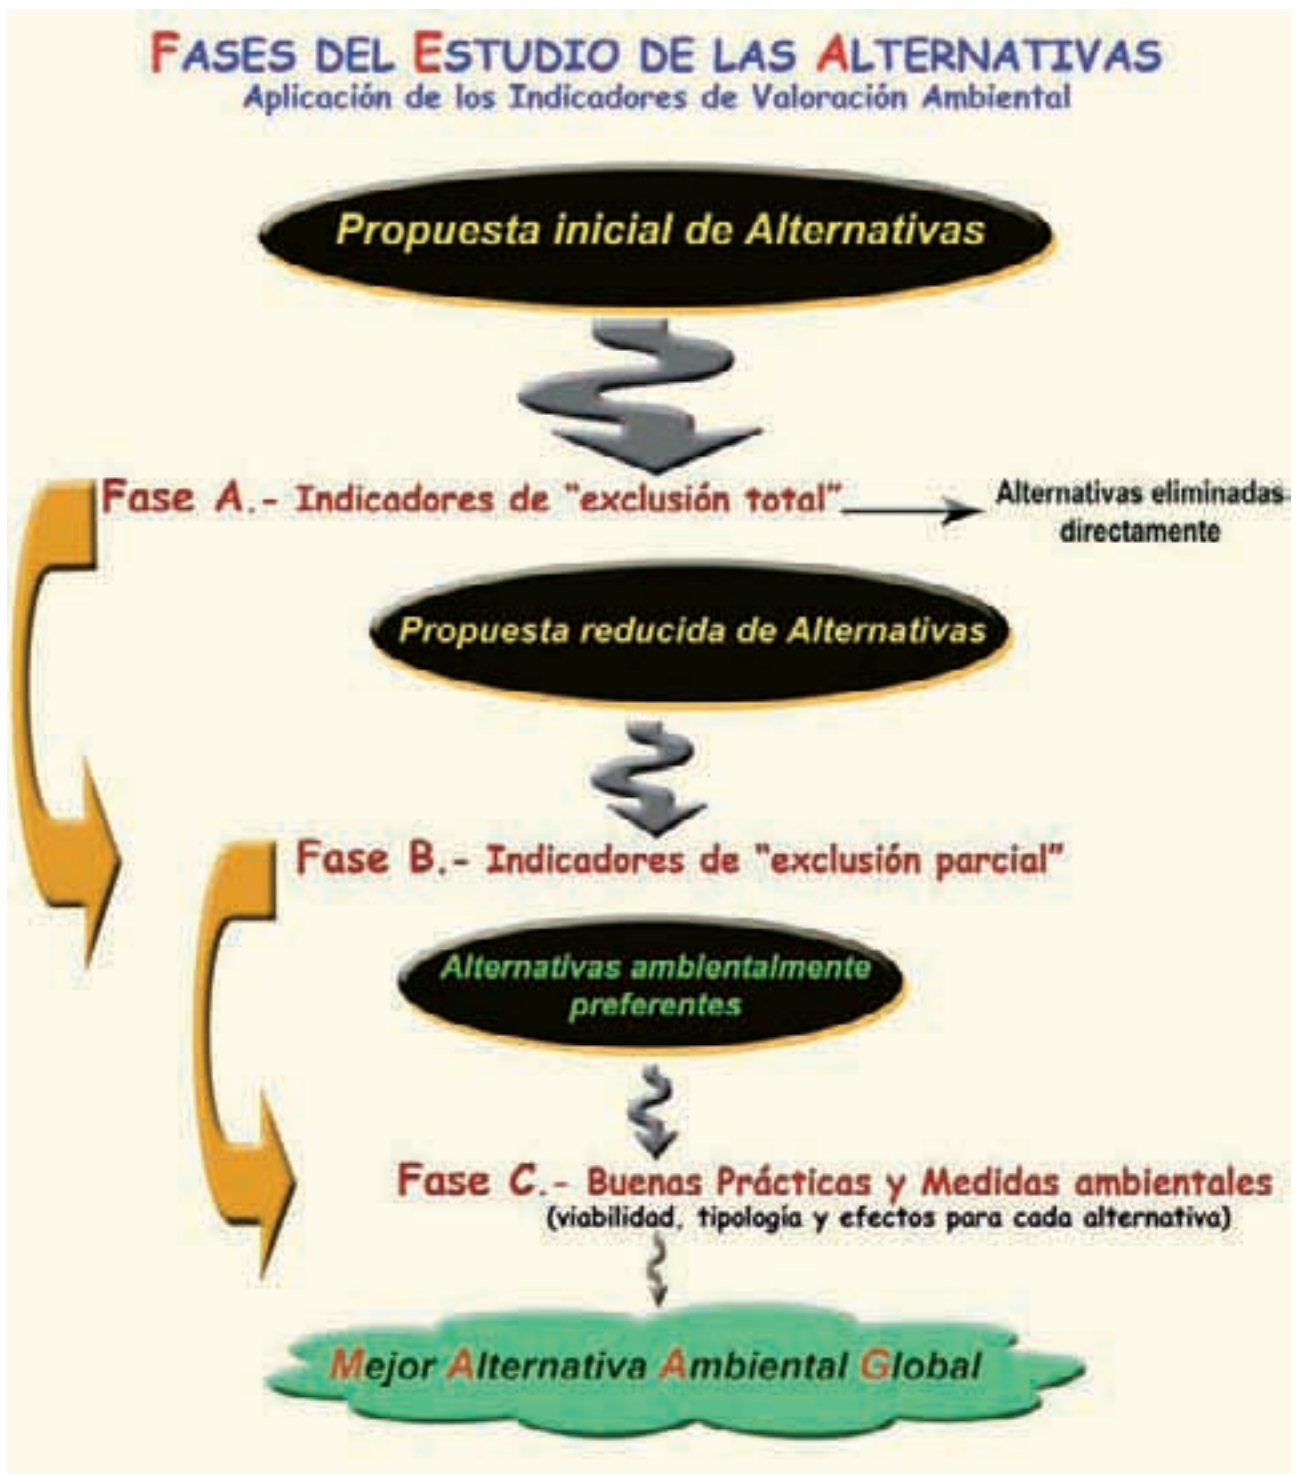 FASES DEL ESTUDIO DE LAS ALTERNATIVAS
Aplicación de los Indicadores de Valoración Ambiental
Propuesta inicial de Alternativas
Fase A.- Indicadores de “exclusión total”
Alternativas eliminadas
directamente
Propuesta reducida de Alternativas
Fase B.- Indicadores de “exclusión parcial”
Alternativas ambientalmente
preferentes
Fase C.- Buenas Prácticas y Medidas ambientales
(viabilidad, tipología y efectos para cada alternativa)
Mejor Alternativa Ambiental Global